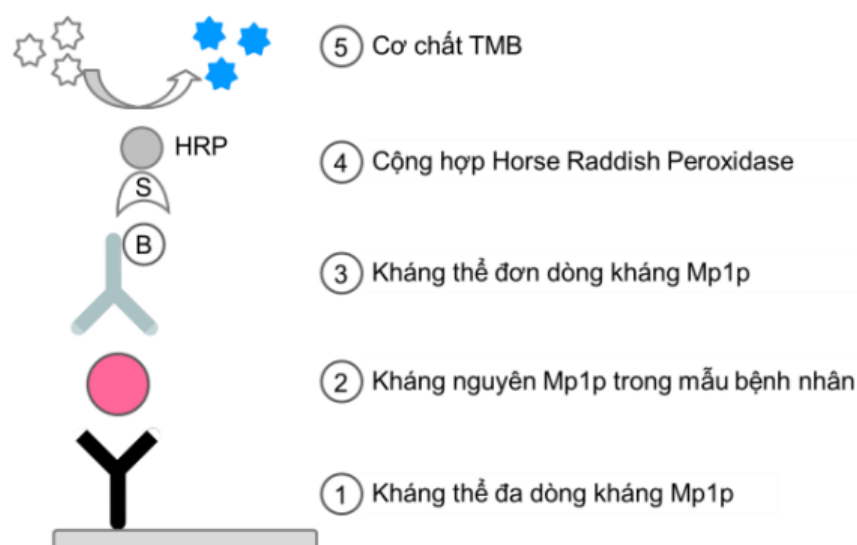 5 Cơ chất TMB
HRP
4 Cộng hợp Horse Raddish Peroxidase
S
B
3 Kháng thể đơn dòng kháng Mp1p
2 Kháng nguyên Mp1p trong mẫu bệnh nhân
1 Kháng thể đa dòng kháng Mp1p